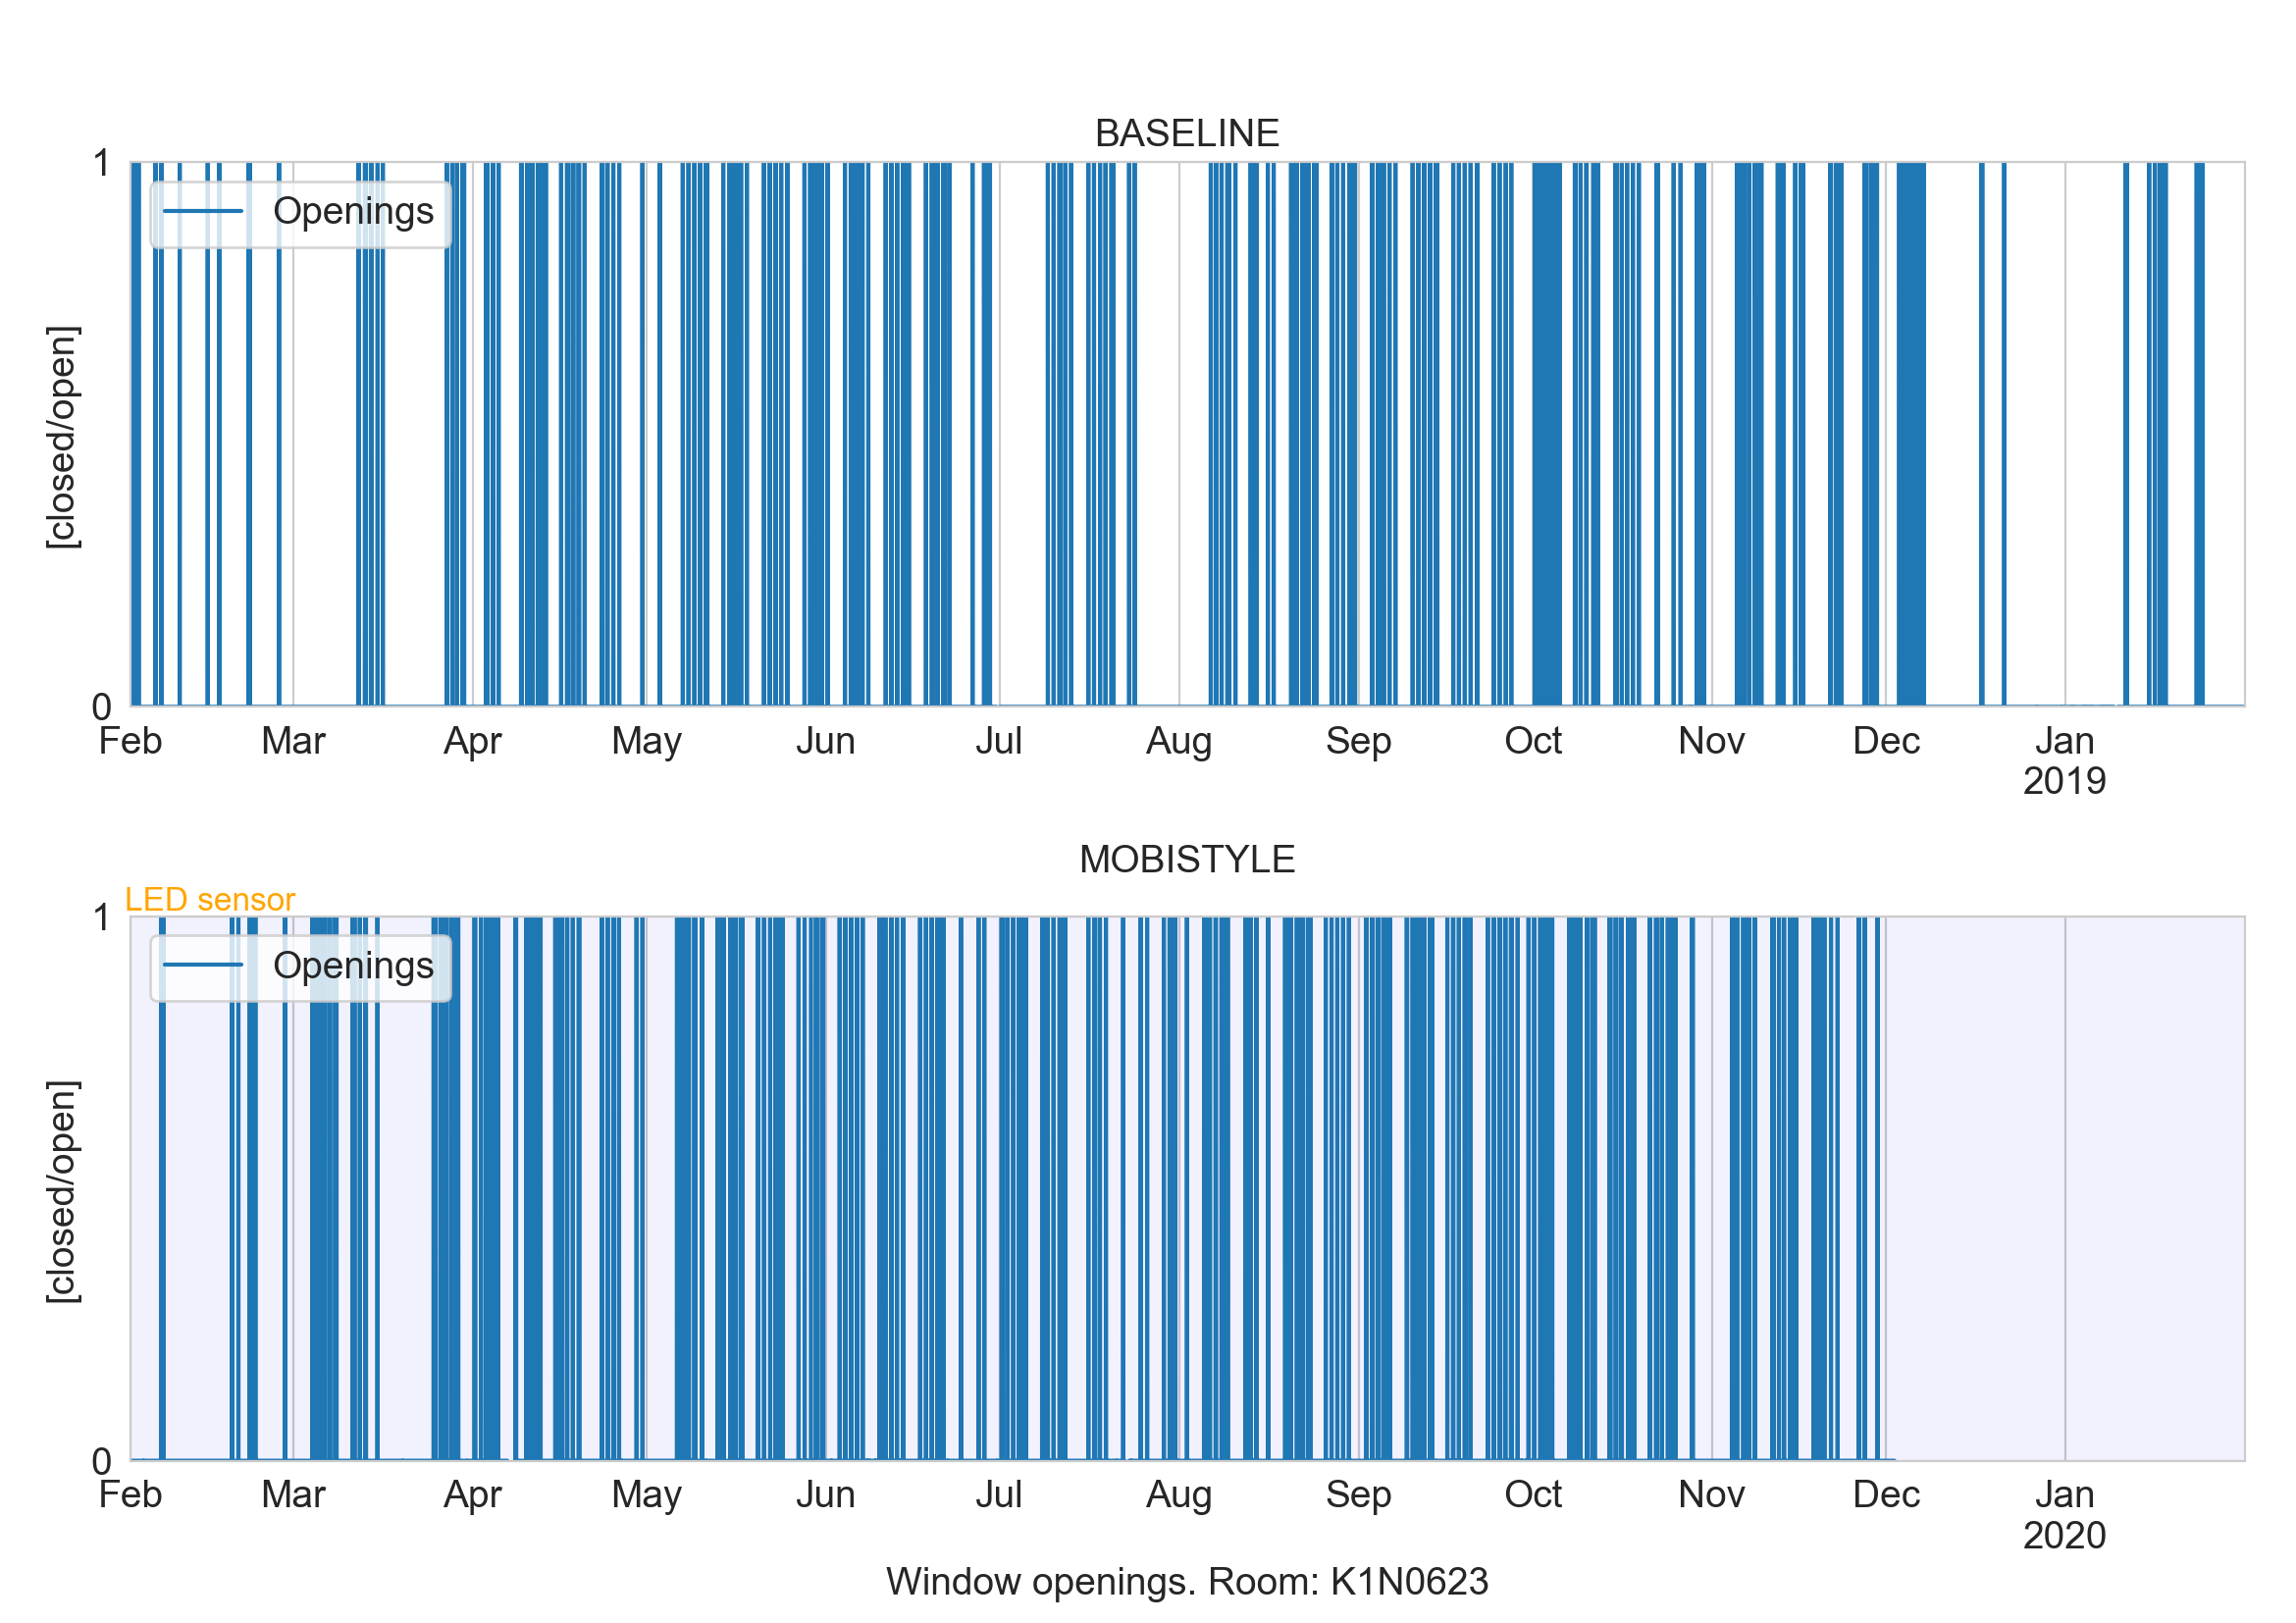 BASELINE
1
Openings
[closed/open]
0
Feb Mar Apr May Jun Jul Aug Sep Oct Nov Dec Jan
2019
MOBISTYLE
LED sensor
1
Openings
[closed/open]
0
Feb Mar Apr May Jun Jul Aug Sep Oct Nov Dec Jan
2020
Window openings. Room: K1N0623